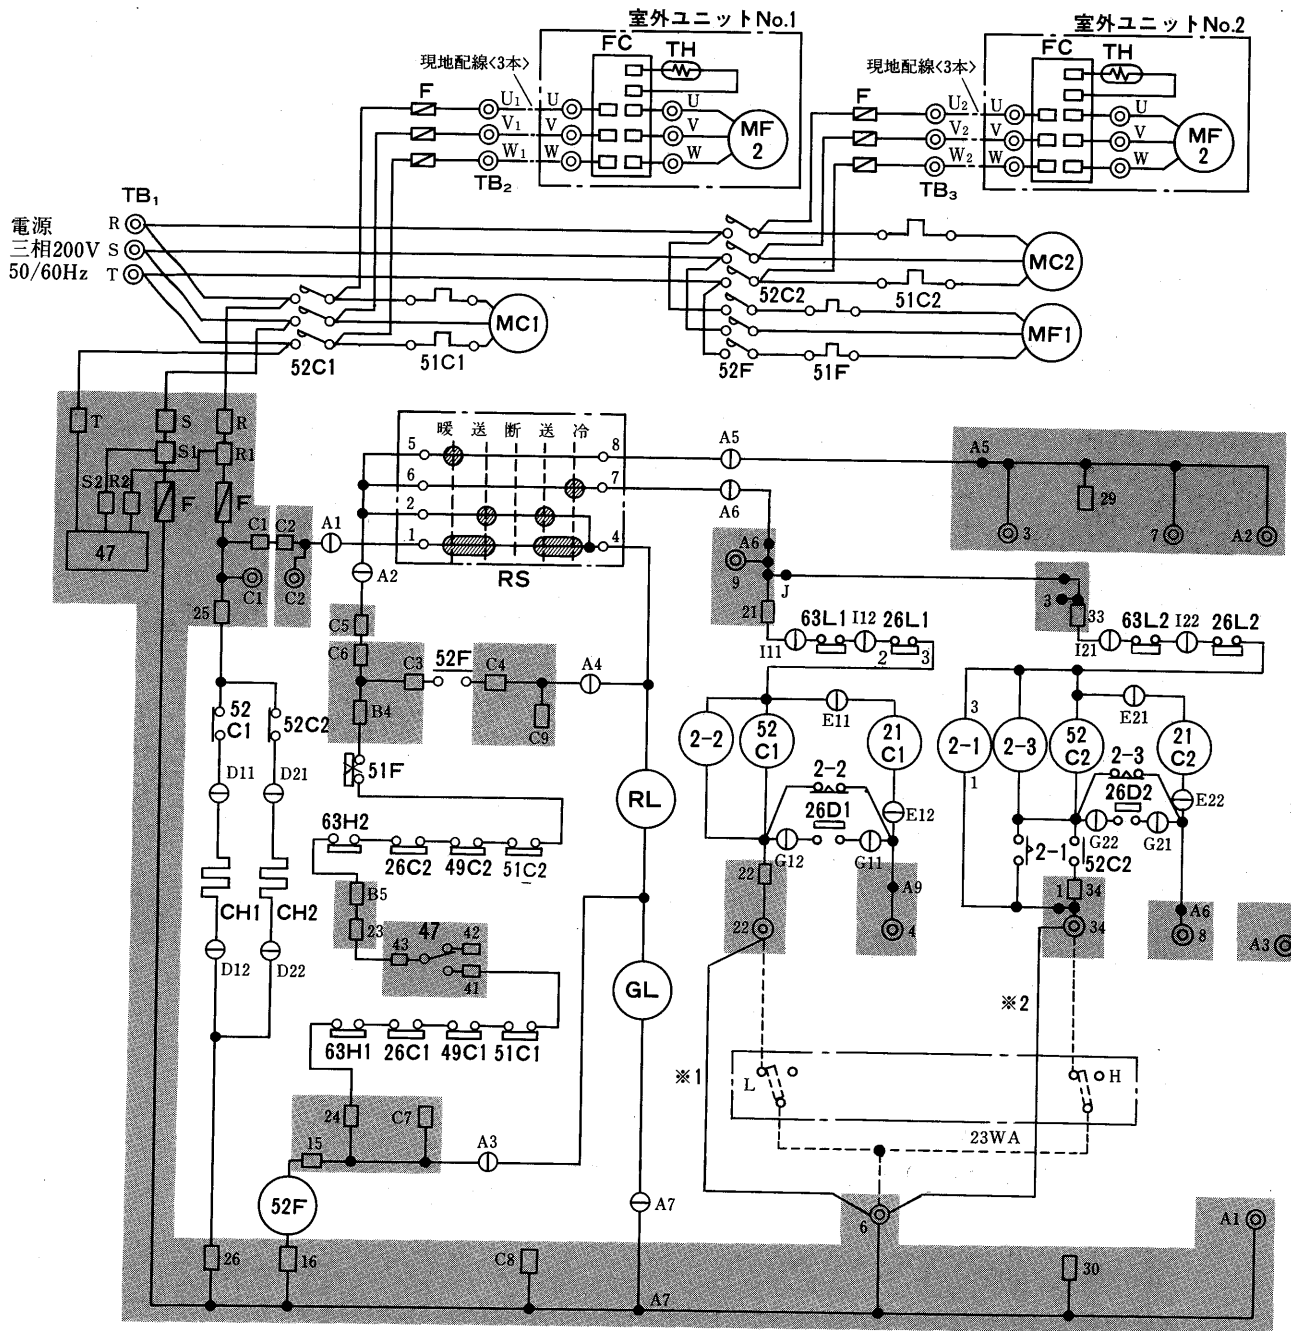 室外ユニットNo.1
室外ユニットNo.2
FC TH
FC TH
現地配線<3本>
現地配線<3本>
F U1 U U
V1 V V
W1 W W
MF 2
TB2
F U2 U U
V2 V V
W2 W W
MF 2
TB3
TB1
電源
三相200V
50/60Hz
R
S
T
52C2 51C2 MC2
52C1 51C1 MC1
52F 51F MF1
T S R
S1 R1
S2 R2
F F
47
C1 C2 A1
C1 C2
25
暖 送 断 送 冷
5 8 A5
6 7 A6
2
1 4
RS
A2
A5
3 29 7 A2
A6
9
21 J
3 33
63L1 I12 26L1
I11 2 3
63L2 I22 26L2
I21
C5
C6 C3 52F C4 A4
B4 C9
51F
52 C1 52C2
D11 D21
CH1 CH2
D12 D22
63H2 26C2 49C2 51C2
B5
23
43 47 42
41
63H1 26C1 49C1 51C1
24 C7
15 A3
52F
26 16 C8
RL
GL
A7
A7
E11
2-2 52 C1 21 C1
2-2
26D1
E12
G12 G11
22 A9
22 4
3 E21
2-1 2-3 52 C2 21 C2
1 2-3
26D2
E22
G22 G21
2-1 52C2
1 34
34
A6
8
A3
※1 ※2
L H
23WA
6
30
A1